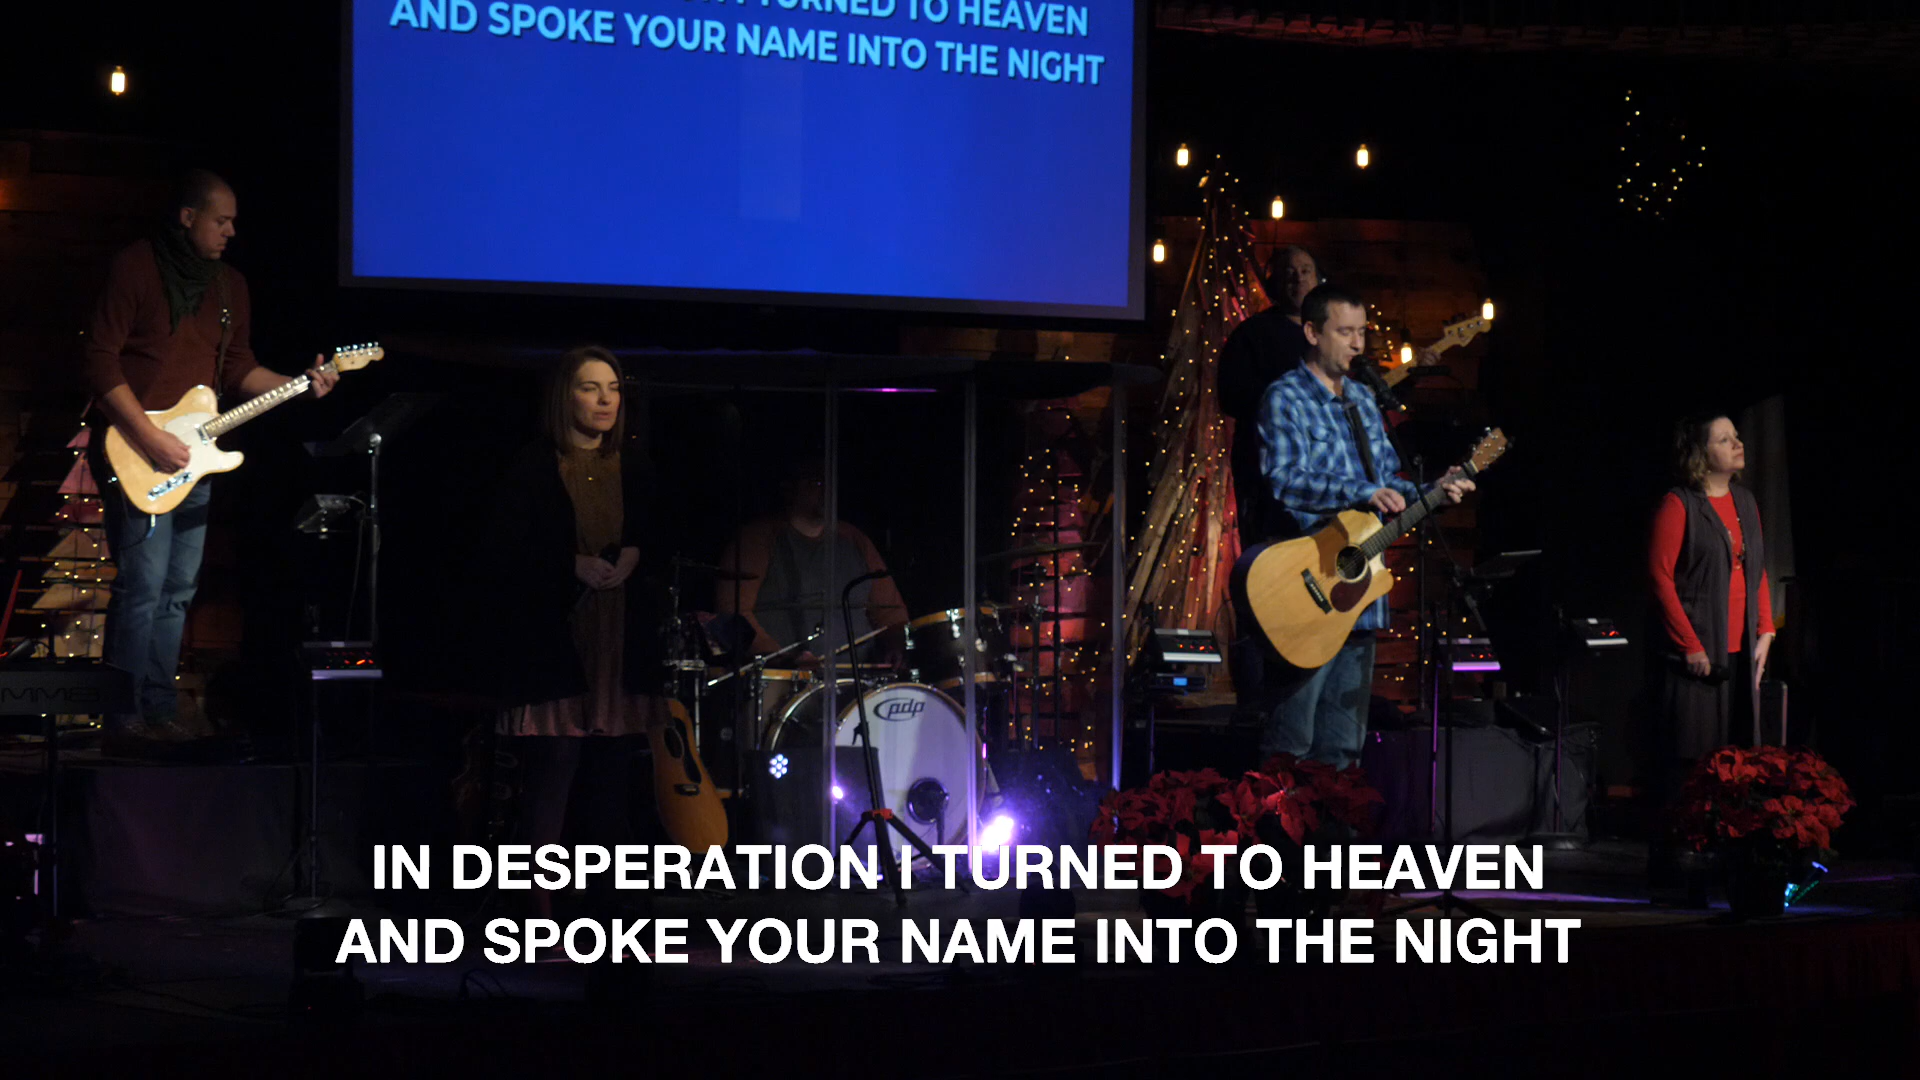 TURNED TO HEAVEN
AND SPOKE YOUR NAME INTO THE NIGHT
pdp
IN DESPERATION I TURNED TO HEAVEN
AND SPOKE YOUR NAME INTO THE NIGHT